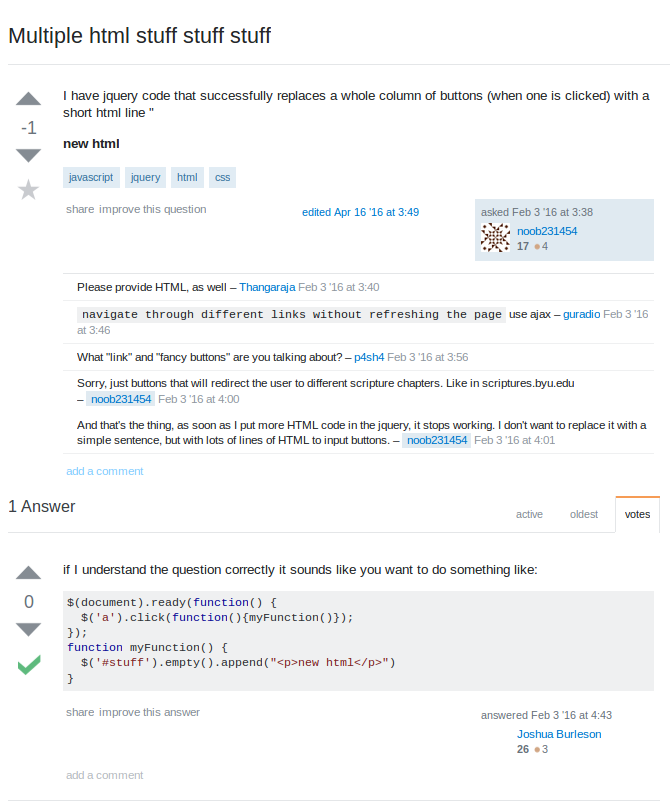 Multiple html stuff stuff stuff
I have jquery code that successfully replaces a whole column of buttons (when one is clicked) with a
short html line "
-1
new html
javascript jquery html css
share improve this question
edited Apr 16 '16 at 3:49
asked Feb 3 '16 at 3:38
noob231454
17 4
Please provide HTML, as well – Thangaraja Feb 3 '16 at 3:40
navigate through different links without refreshing the page use ajax – guradio Feb 3 '16
at 3:46
What "link" and "fancy buttons" are you talking about? – p4sh4 Feb 3 '16 at 3:56
Sorry, just buttons that will redirect the user to different scripture chapters. Like in scriptures.byu.edu
– noob231454 Feb 3 '16 at 4:00
And that's the thing, as soon as I put more HTML code in the jquery, it stops working. I don't want to replace it with a
simple sentence, but with lots of lines of HTML to input buttons. – noob231454 Feb 3 '16 at 4:01
add a comment
1 Answer
active oldest votes
if I understand the question correctly it sounds like you want to do something like:
0
$(document).ready(function() {
$('a').click(function(){myFunction()});
});
function myFunction() {
$('#stuff').empty().append("<p>new html</p>")
}
share improve this answer
answered Feb 3 '16 at 4:43
Joshua Burleson
26 3
add a comment